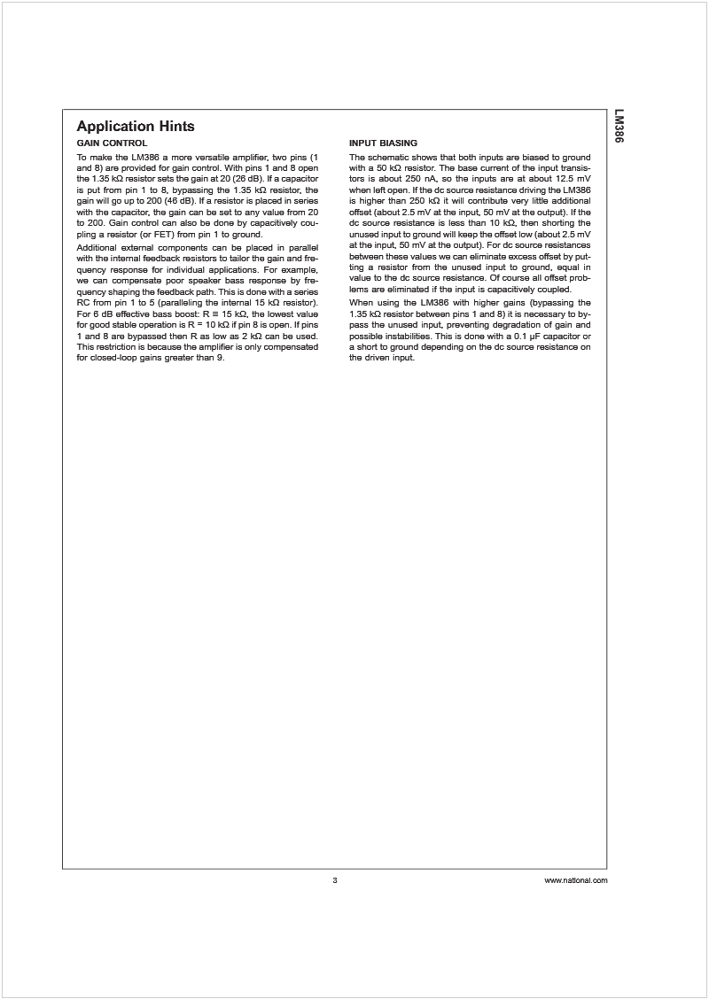 LM386
Application Hints
GAIN CONTROL
To make the LM386 a more versatile amplifier, two pins (1
and 8) are provided for gain control. With pins 1 and 8 open
the 1.35 kΩ resistor sets the gain at 20 (26 dB). If a capacitor
is put from pin 1 to 8, bypassing the 1.35 kΩ resistor, the
gain will go up to 200 (46 dB). If a resistor is placed in series
with the capacitor, the gain can be set to any value from 20
to 200. Gain control can also be done by capacitively cou-
pling a resistor (or FET) from pin 1 to ground.
Additional external components can be placed in parallel
with the internal feedback resistors to tailor the gain and fre-
quency response for individual applications. For example,
we can compensate poor speaker bass response by fre-
quency shaping the feedback path. This is done with a series
RC from pin 1 to 5 (paralleling the internal 15 kΩ resistor).
For 6 dB effective bass boost: R ≅ 15 kΩ, the lowest value
for good stable operation is R = 10 kΩ if pin 8 is open. If pins
1 and 8 are bypassed then R as low as 2 kΩ can be used.
This restriction is because the amplifier is only compensated
for closed-loop gains greater than 9.
INPUT BIASING
The schematic shows that both inputs are biased to ground
with a 50 kΩ resistor. The base current of the input transis-
tors is about 250 nA, so the inputs are at about 12.5 mV
when left open. If the dc source resistance driving the LM386
is higher than 250 kΩ it will contribute very little additional
offset (about 2.5 mV at the input, 50 mV at the output). If the
dc source resistance is less than 10 kΩ, then shorting the
unused input to ground will keep the offset low (about 2.5 mV
at the input, 50 mV at the output). For dc source resistances
between these values we can eliminate excess offset by put-
ting a resistor from the unused input to ground, equal in
value to the dc source resistance. Of course all offset prob-
lems are eliminated if the input is capacitively coupled.
When using the LM386 with higher gains (bypassing the
1.35 kΩ resistor between pins 1 and 8) it is necessary to by-
pass the unused input, preventing degradation of gain and
possible instabilities. This is done with a 0.1 µF capacitor or
a short to ground depending on the dc source resistance on
the driven input.
3
www.national.com